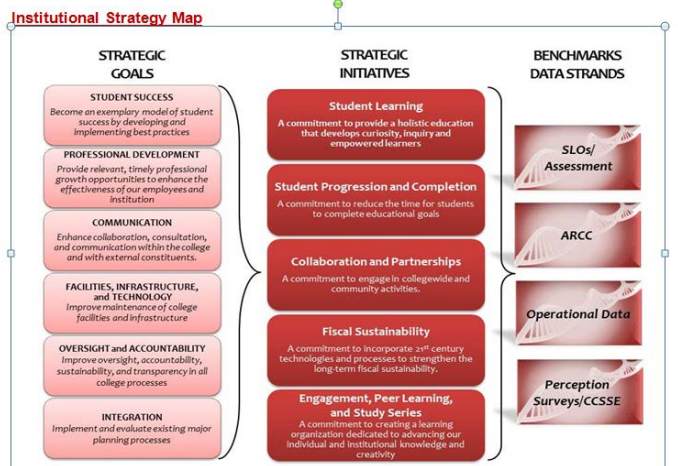 Institutional Strategy Map
STRATEGIC
GOALS
STUDENT SUCCESS
Become an exemplary model of student
success by developing and
implementing best practices
PROFESSIONAL DEVELOPMENT
Provide relevant, timely professional
growth opportunities to enhance the
effectiveness of our employees and
institution
COMMUNICATION
Enhance collaboration, consultation,
and communication within the college
and with external constituents.
FACILITIES, INFRASTRUCTURE,
and TECHNOLOGY
Improve maintenance of college
facilities and infrastructure
OVERSIGHT and ACCOUNTABILITY
Improve oversight, accountability,
sustainability, and transparency in all
college processes
INTEGRATION
Implement and evaluate existing major
planning processes
STRATEGIC
INITIATIVES
Student Learning
A commitment to provide a holistic education
that develops curiosity, inquiry and
empowered learners
Student Progression and Completion
A commitment to reduce the time for students
to complete educational goals
Collaboration and Partnerships
A commitment to engage in collegewide and
community activities.
Fiscal Sustainability
A commitment to incorporate 21st century
technologies and processes to strengthen the
long-term fiscal sustainability.
Engagement, Peer Learning,
and Study Series
A commitment to creating a learning
organization dedicated to advancing our
individual and institutional knowledge and
creativity
BENCHMARKS
DATA STRANDS
SLOs/
Assessment
ARCC
Operational Data
Perception
Surveys/CCSSE